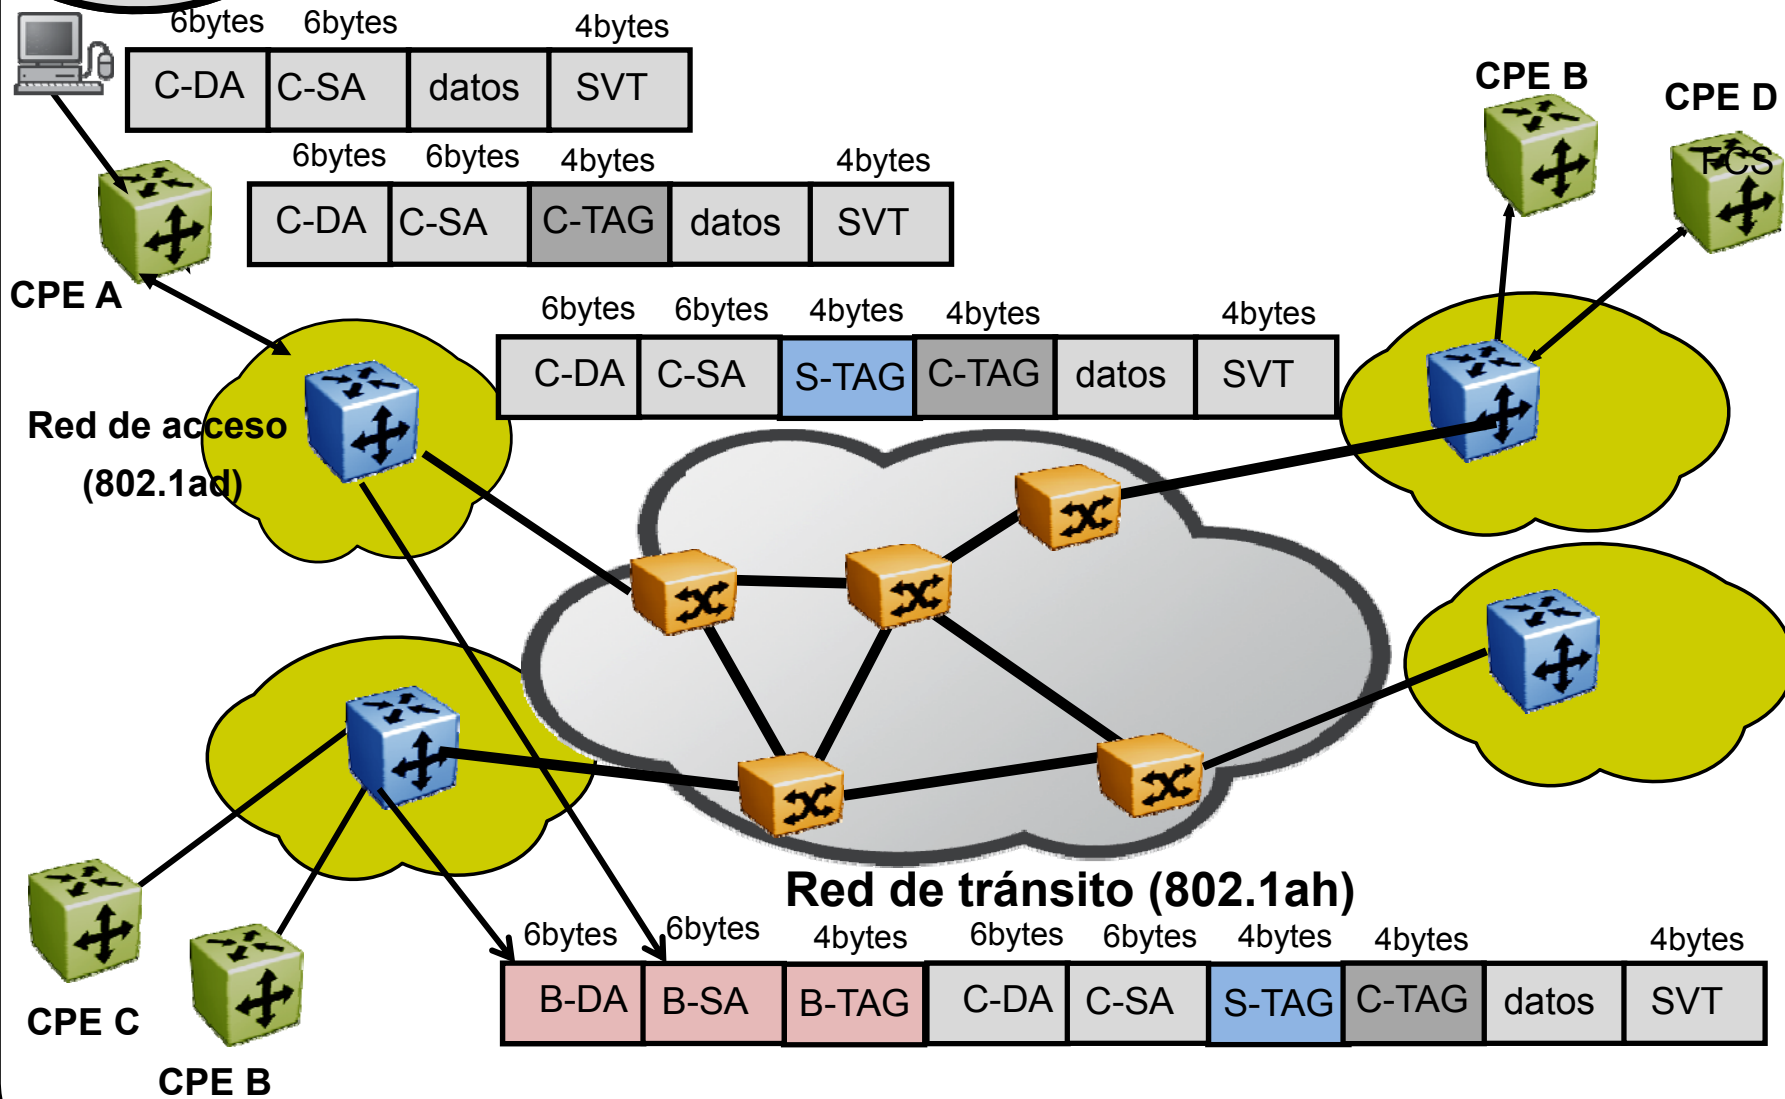 6bytes 6bytes 4bytes
C-DA C-SA datos SVT
CPE B
CPE D
FCS
6bytes 6bytes 4bytes 4bytes
C-DA C-SA C-TAG datos SVT
CPE A
6bytes 6bytes 4bytes 4bytes 4bytes
C-DA C-SA S-TAG C-TAG datos SVT
Red de acceso
(802.1ad)
Red de tránsito (802.1ah)
6bytes 6bytes 4bytes 6bytes 6bytes 4bytes 4bytes 4bytes
B-DA B-SA B-TAG C-DA C-SA S-TAG C-TAG datos SVT
CPE C
CPE B